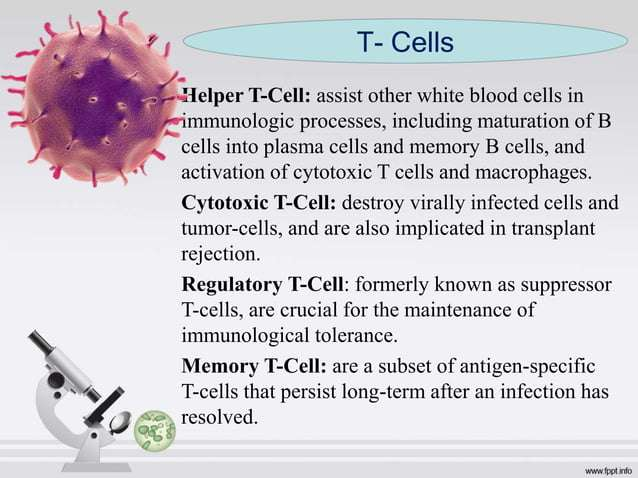 T- Cells
Helper T-Cell: assist other white blood cells in
immunologic processes, including maturation of B
cells into plasma cells and memory B cells, and
activation of cytotoxic T cells and macrophages.
Cytotoxic T-Cell: destroy virally infected cells and
tumor-cells, and are also implicated in transplant
rejection.
Regulatory T-Cell: formerly known as suppressor
T-cells, are crucial for the maintenance of
immunological tolerance.
Memory T-Cell: are a subset of antigen-specific
T-cells that persist long-term after an infection has
resolved.
www.fppt.info